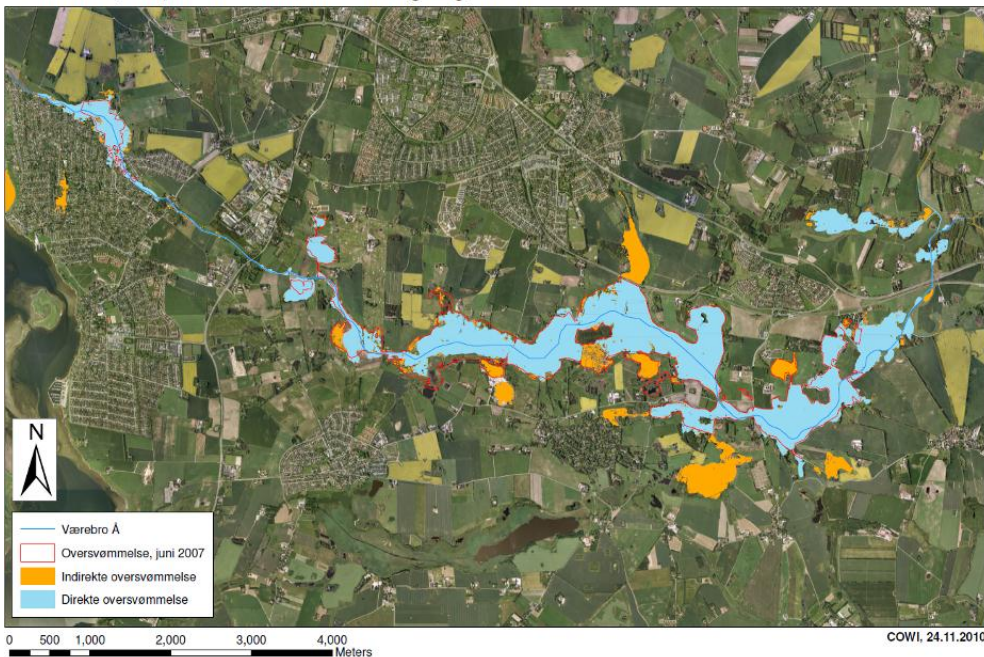 N
Værebro Å
Oversvømmelse, juni 2007
Indirekte oversvømmelse
Direkte oversvømmelse
0 500 1,000 2,000 3,000 4,000
Meters
COWI, 24.11.2010